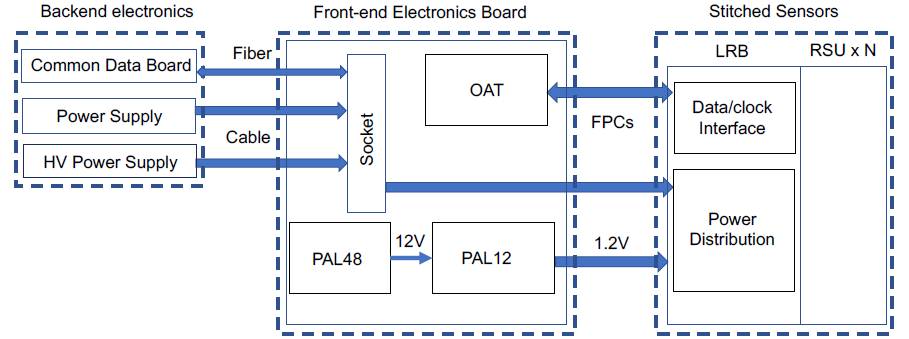 Backend electronics
Front-end Electronics Board
Stitched Sensors
Common Data Board
Power Supply
HV Power Supply
Fiber
Cable
Socket
OAT
PAL48
12V
PAL12
FPCs
1.2V
LRB
RSU x N
Data/clock
Interface
Power
Distribution